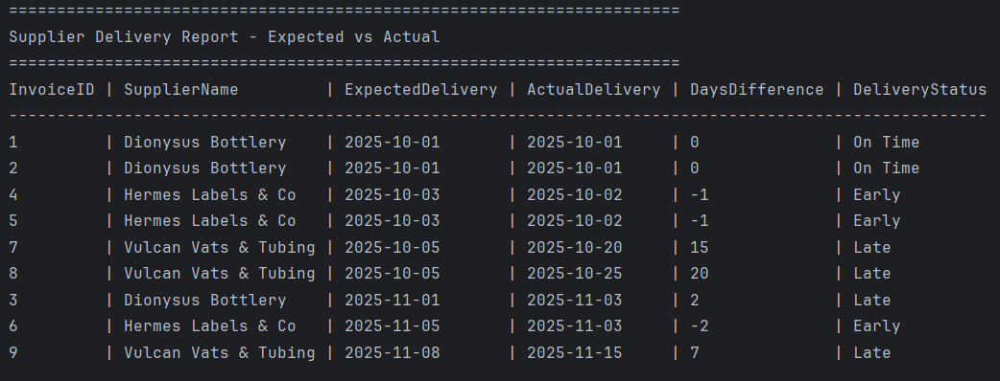 ======================================================================
Supplier Delivery Report - Expected vs Actual
======================================================================
InvoiceID | SupplierName         | ExpectedDelivery | ActualDelivery | DaysDifference | DeliveryStatus
------------------------------------------------------------------------------------------------------
1         | Dionysus Bottlery    | 2025-10-01       | 2025-10-01     | 0              | On Time
2         | Dionysus Bottlery    | 2025-10-01       | 2025-10-01     | 0              | On Time
4         | Hermes Labels & Co   | 2025-10-03       | 2025-10-02     | -1             | Early
5         | Hermes Labels & Co   | 2025-10-03       | 2025-10-02     | -1             | Early
7         | Vulcan Vats & Tubing | 2025-10-05       | 2025-10-20     | 15             | Late
8         | Vulcan Vats & Tubing | 2025-10-05       | 2025-10-25     | 20             | Late
3         | Dionysus Bottlery    | 2025-11-01       | 2025-11-03     | 2              | Late
6         | Hermes Labels & Co   | 2025-11-05       | 2025-11-03     | -2             | Early
9         | Vulcan Vats & Tubing | 2025-11-08       | 2025-11-15     | 7              | Late